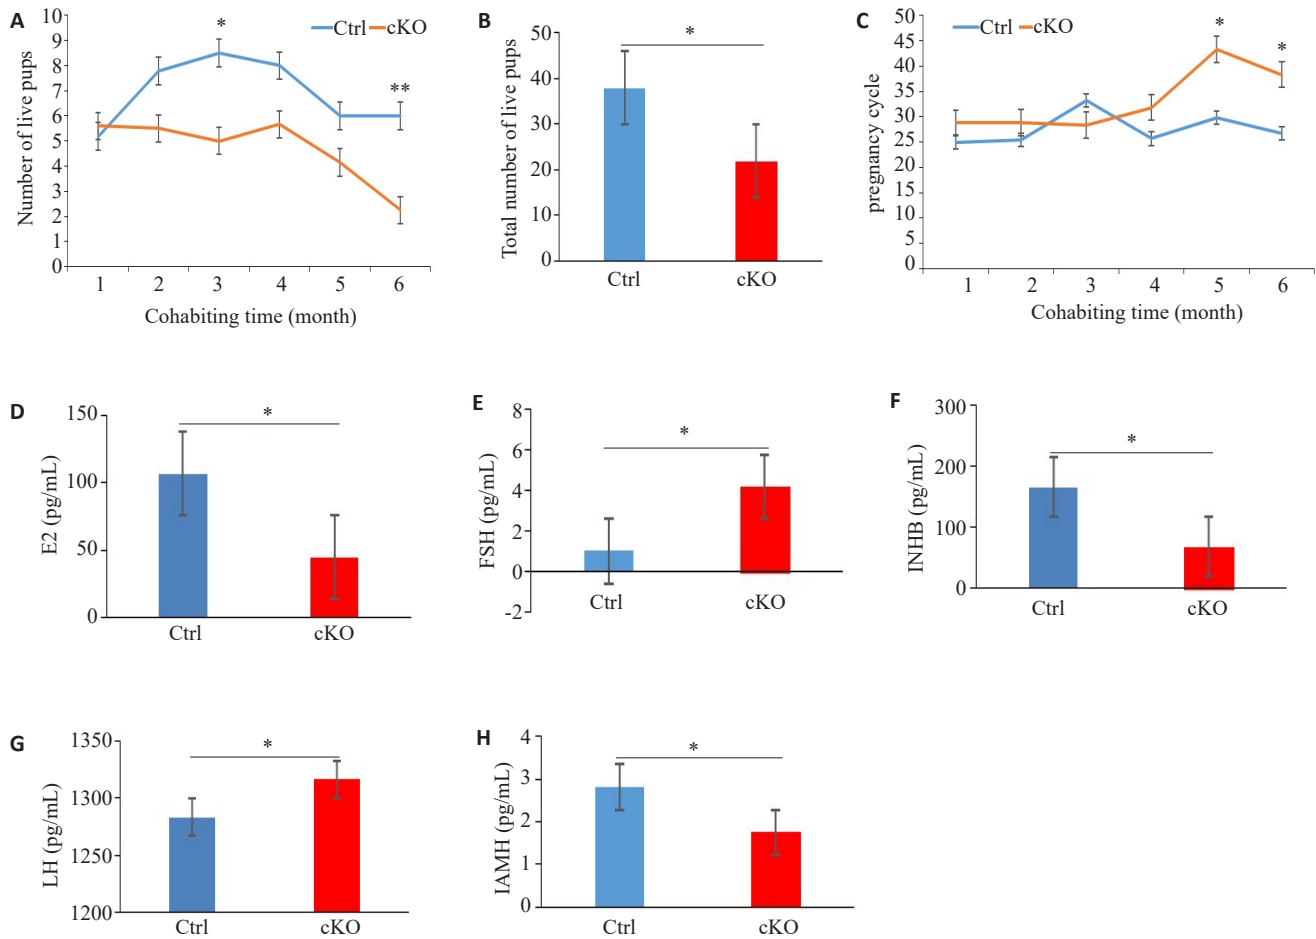 A
Number of live pups
10
9
8
7
6
5
4
3
2
1
0
Ctrl cKO
*
**
1 2 3 4 5 6
Cohabiting time (month)
B
Total number of live pups
50
40
30
20
10
0
*
Ctrl cKO
C
pregnancy cycle
50
45
40
35
30
25
20
15
10
5
0
Ctrl cKO
*
*
1 2 3 4 5 6
Cohabiting time (month)
D
E2 (pg/mL)
150
100
50
0
*
Ctrl cKO
E
FSH (pg/mL)
8
6
4
2
0
-2
*
Ctrl cKO
F
INHB (pg/mL)
300
200
100
0
*
Ctrl cKO
G
LH (pg/mL)
1350
1300
1250
1200
*
Ctrl cKO
H
IAMH (pg/mL)
4
3
2
1
0
*
Ctrl cKO